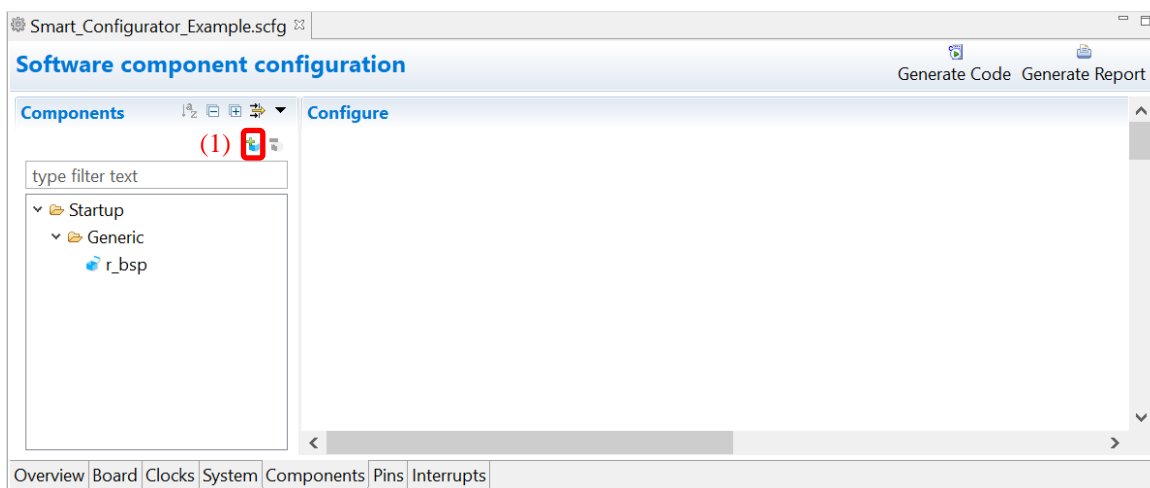 Smart_Configurator_Example.scfg
Software component configuration
Generate Code Generate Report
Components
Configure
(1)
type filter text
Startup
Generic
r_bsp
Overview Board Clocks System Components Pins Interrupts